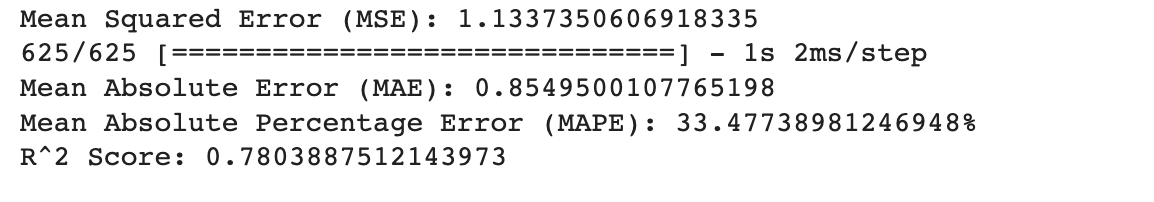 Mean Squared Error (MSE): 1.1337350606918335
625/625 [==============================] - 1s 2ms/step
Mean Absolute Error (MAE): 0.8549500107765198
Mean Absolute Percentage Error (MAPE): 33.47738981246948%
R^2 Score: 0.7803887512143973